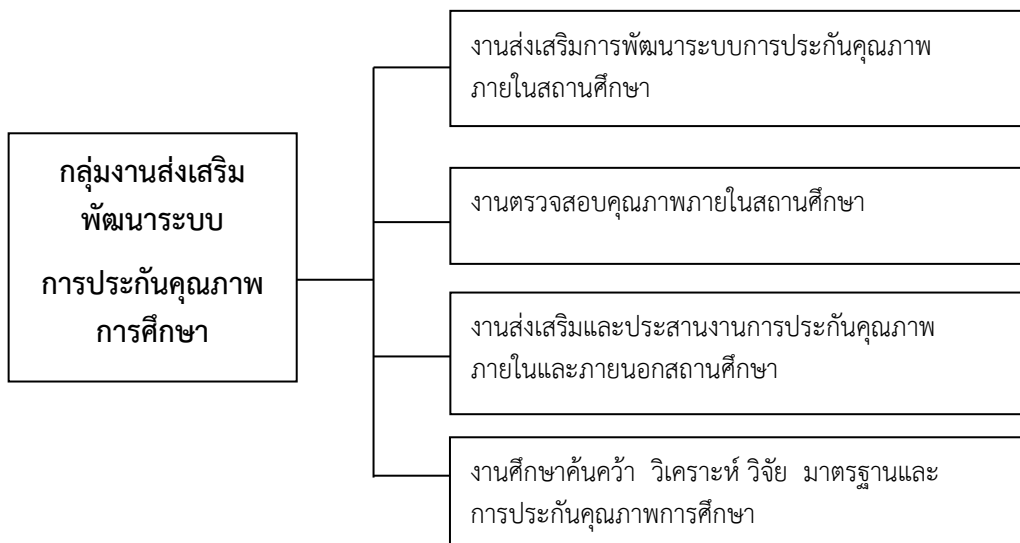 กลุ่มงานส่งเสริม
พัฒนาระบบ
การประกันคุณภาพ
การศึกษา
งานส่งเสริมการพัฒนาระบบการประกันคุณภาพ
ภายในสถานศึกษา
งานตรวจสอบคุณภาพภายในสถานศึกษา
งานส่งเสริมและประสานงานการประกันคุณภาพ
ภายในและภายนอกสถานศึกษา
งานศึกษาค้นคว้า วิเคราะห์ วิจัย มาตรฐานและ
การประกันคุณภาพการศึกษา